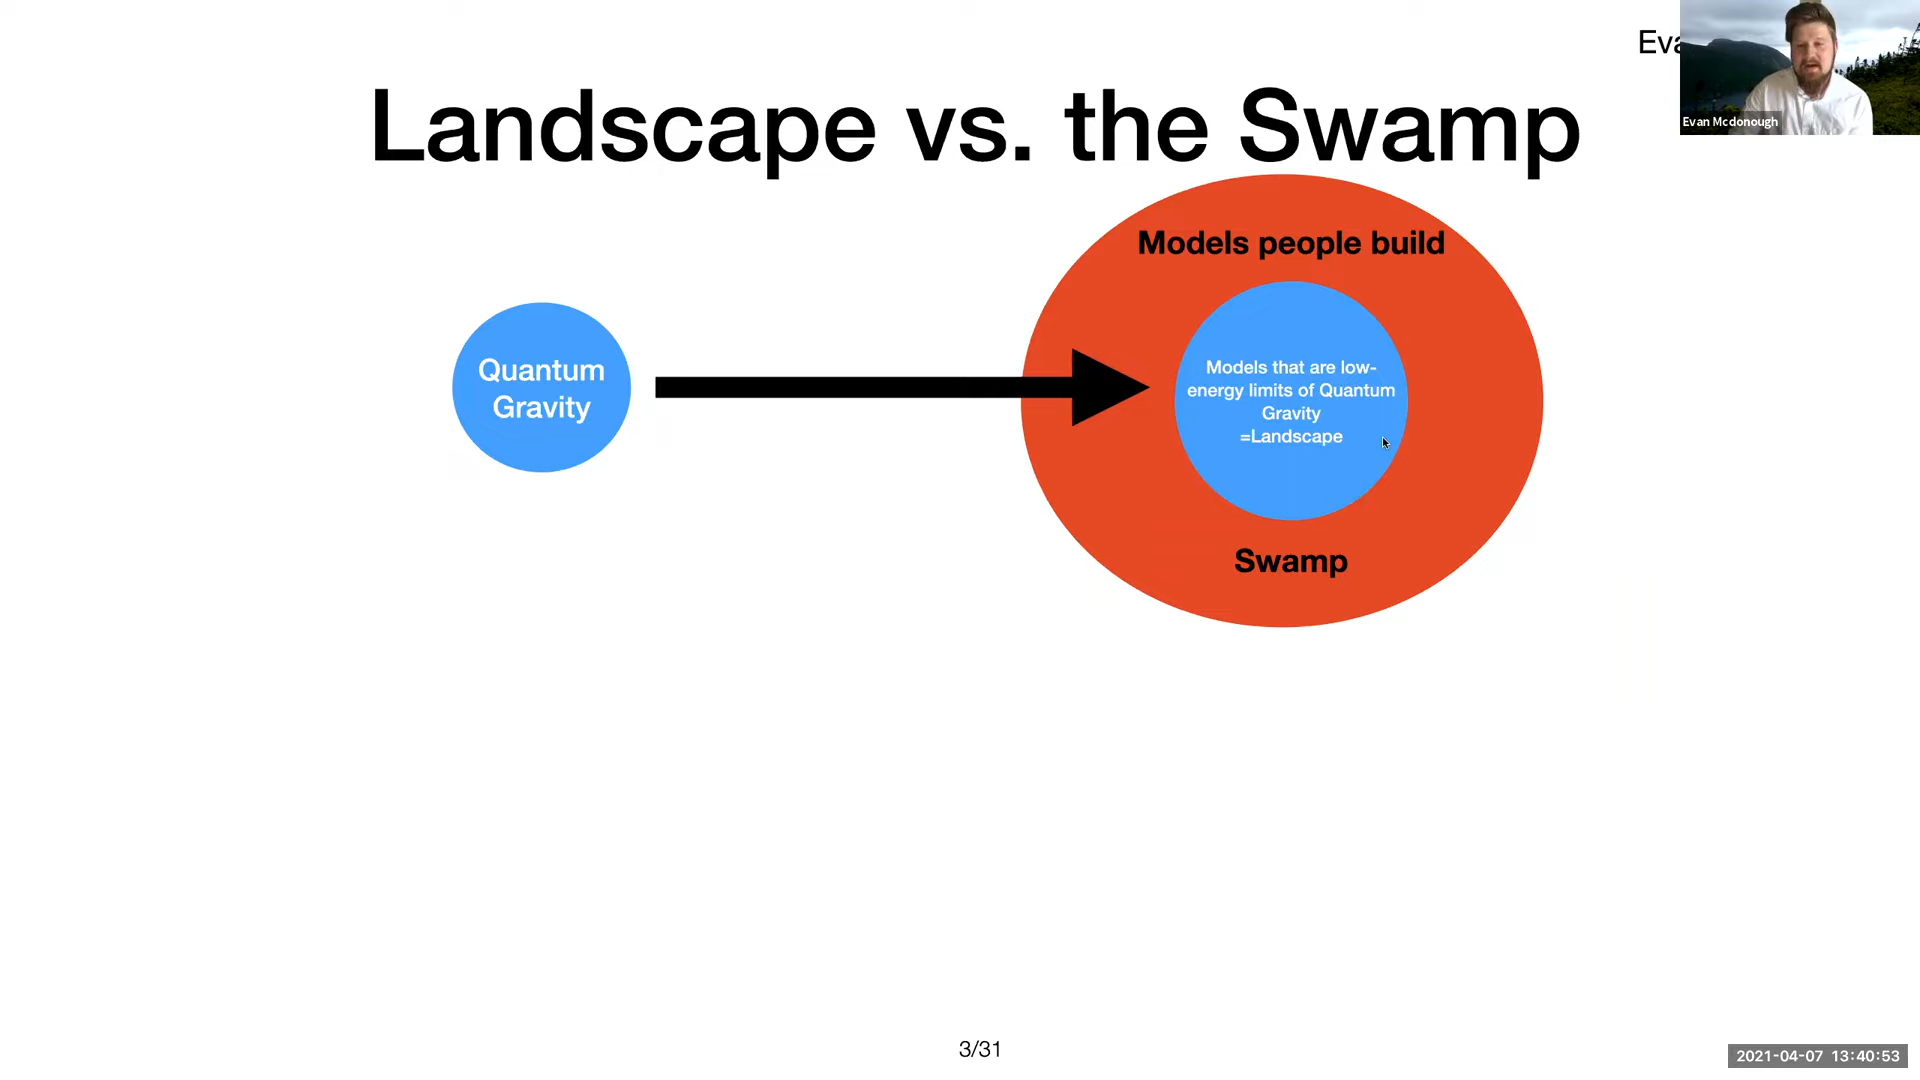 Eva
Evan Mcdonough
Landscape vs. the Swamp
Models people build
Quantum
Gravity
Models that are low-
energy limits of Quantum
Gravity
=Landscape
Swamp
3/31
2021-04-07 13:40:53